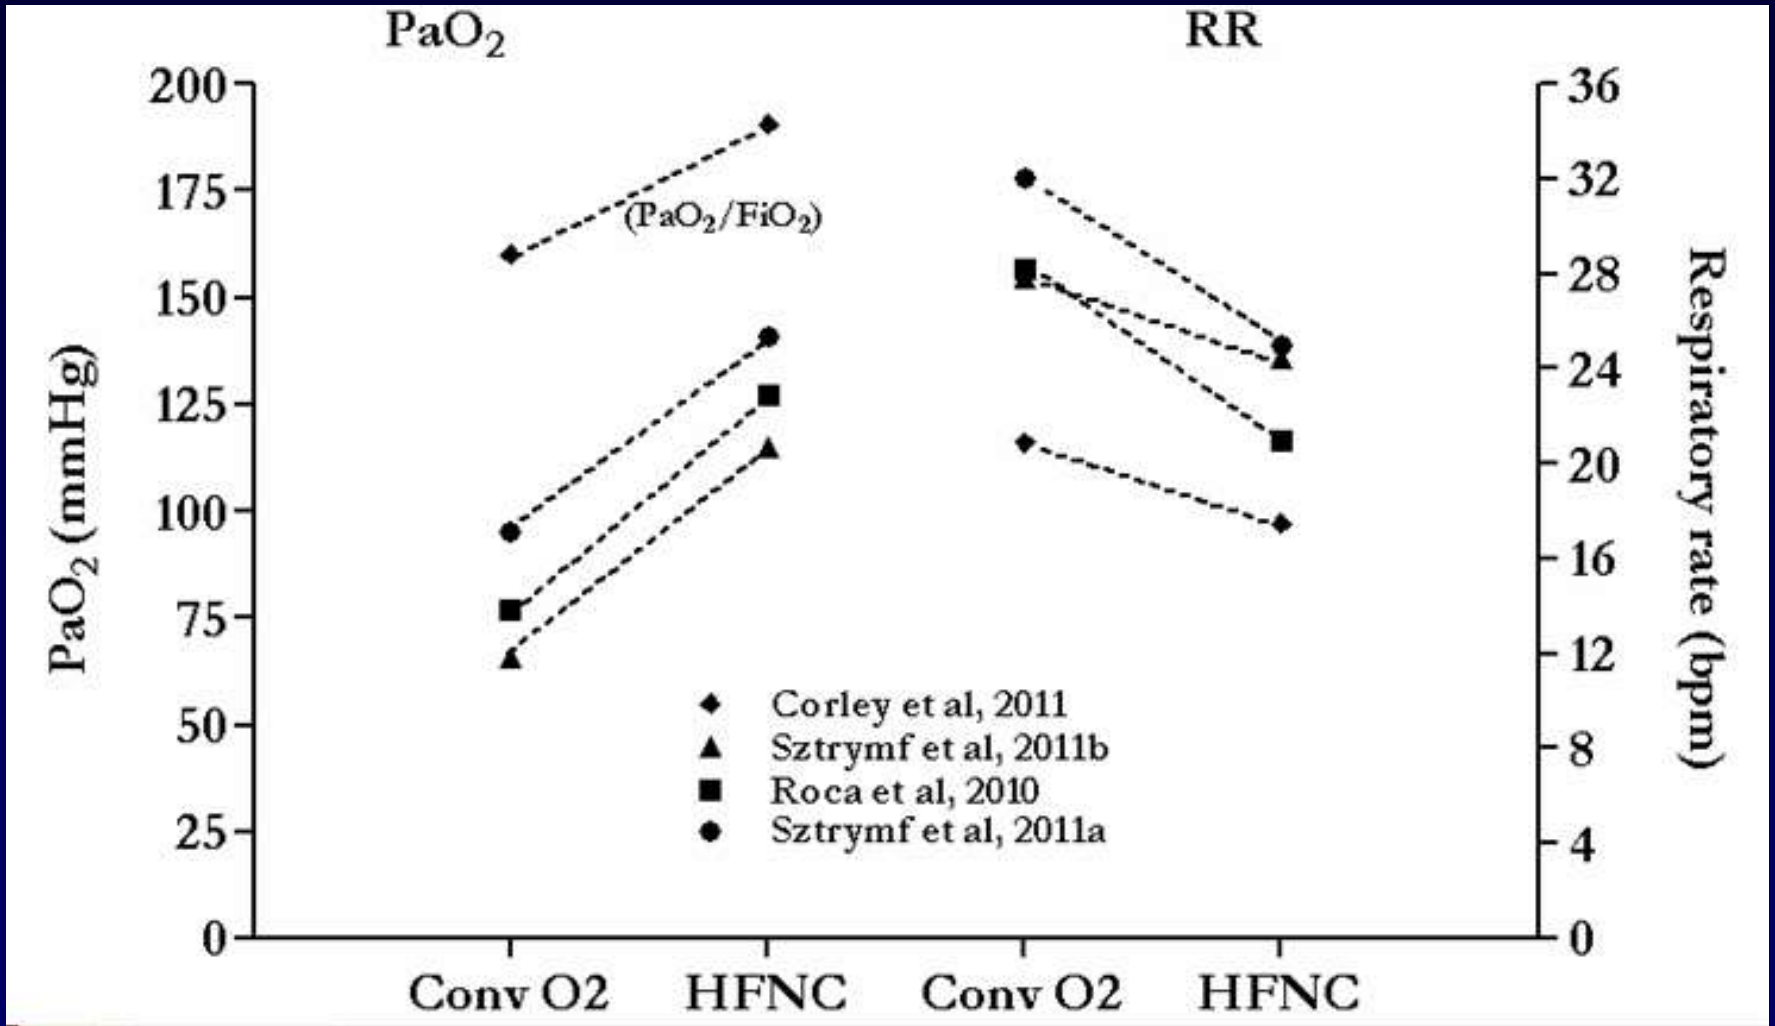 PaO₂
RR
200
175
150
125
100
75
50
25
0
PaO₂ (mmHg)
(PaO₂/FiO₂)
Corley et al, 2011
Sztrymf et al, 2011b
Roca et al, 2010
Sztrymf et al, 2011a
36
32
28
24
20
16
12
8
4
0
Respiratory rate (bpm)
Conv O2
HFNC
Conv O2
HFNC